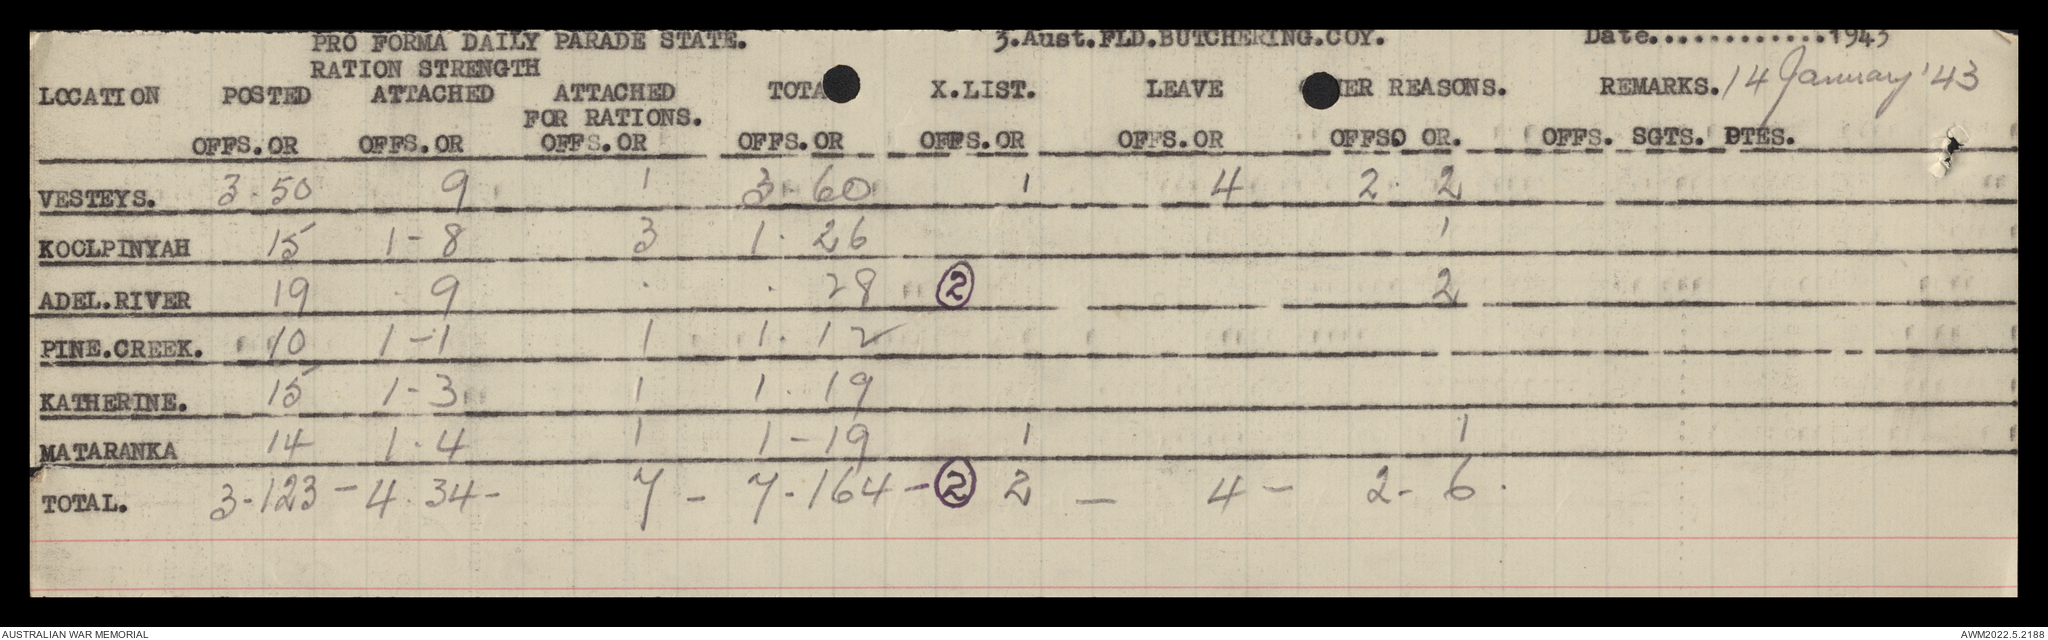 PRO FORMA DAILY PARADE STATE. 3.Aust.FLD.BUTCHERING.COY. Date.............1943
RATION STRENGTH
LOCATION POSTED ATTACHED ATTACHED TOTA X.LIST. LEAVE HER REASONS. REMARKS. 14 January '43
FOR RATIONS.
OFFS.OR OFFS.OR OFFS.OR OFFS.OR OFFS.OR OFFS.OR OFFSO OR. OFFS. SGTS. PTES.
VESTEYS. 3.50 9 1 3-60 1 4 2. 2
KOOLPINYAH 15 1-8 3 1. 26 1
ADEL.RIVER 19 . 9 . . 28 2 2
PINE.CREEK. 10 1-1 1 1. 12
KATHERINE. 15 1-3 1 1. 19
MATARANKA 14 1.4 1 1-19 1 1
TOTAL. 3-123 - 4.34 - 7 - 7-164 - 2 2 - 4 - 2- 6.
AUSTRALIAN WAR MEMORIAL AWM2022.5.2188